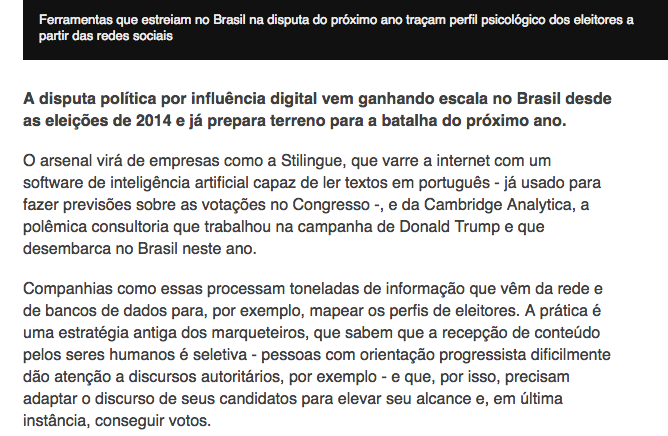 Ferramentas que estreiam no Brasil na disputa do próximo ano traçam perfil psicológico dos eleitores a
partir das redes sociais
A disputa política por influência digital vem ganhando escala no Brasil desde
as eleições de 2014 e já prepara terreno para a batalha do próximo ano.
O arsenal virá de empresas como a Stilingue, que varre a internet com um
software de inteligência artificial capaz de ler textos em português - já usado para
fazer previsões sobre as votações no Congresso -, e da Cambridge Analytica, a
polêmica consultoria que trabalhou na campanha de Donald Trump e que
desembarca no Brasil neste ano.
Companhias como essas processam toneladas de informação que vêm da rede e
de bancos de dados para, por exemplo, mapear os perfis de eleitores. A prática é
uma estratégia antiga dos marqueteiros, que sabem que a recepção de conteúdo
pelos seres humanos é seletiva - pessoas com orientação progressista dificilmente
dão atenção a discursos autoritários, por exemplo - e que, por isso, precisam
adaptar o discurso de seus candidatos para elevar seu alcance e, em última
instância, conseguir votos.